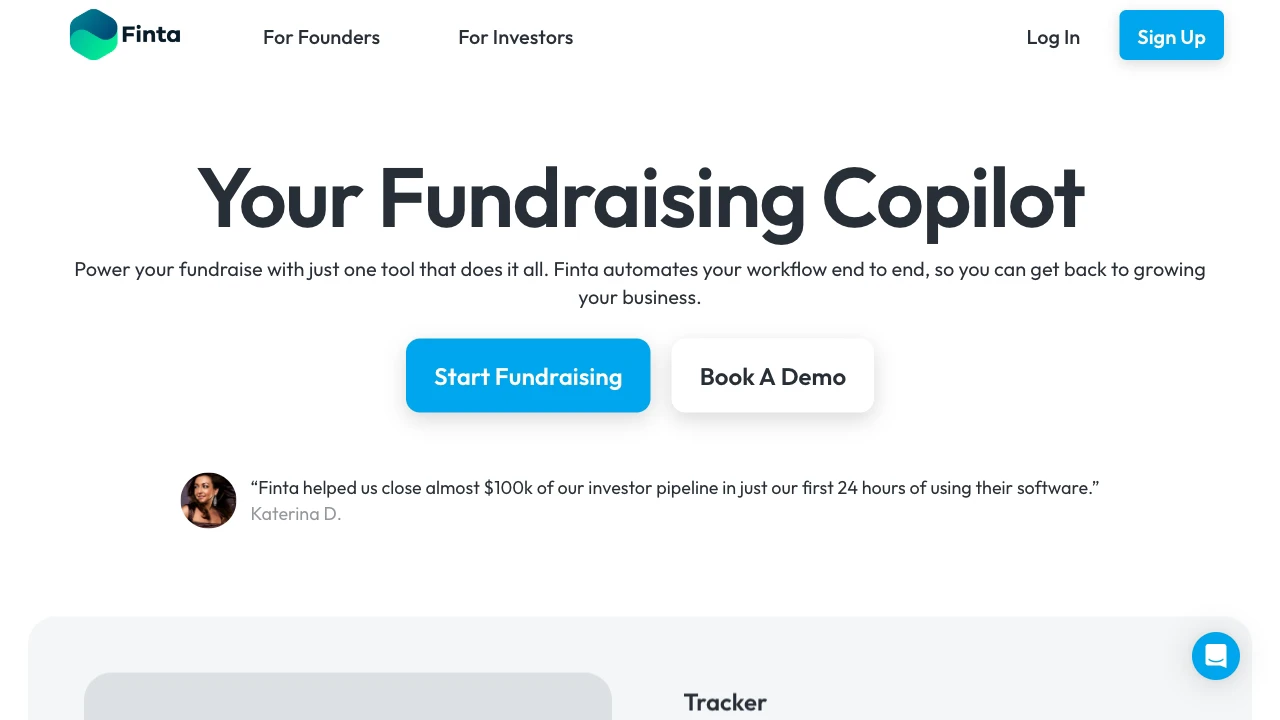 Finta
For Founders
For Investors
Log In
Sign Up
Your Fundraising Copilot
Power your fundraise with just one tool that does it all. Finta automates your workflow end to end, so you can get back to growing
your business.
Start Fundraising
Book A Demo
“Finta helped us close almost $100k of our investor pipeline in just our first 24 hours of using their software.”
Katerina D.
Tracker